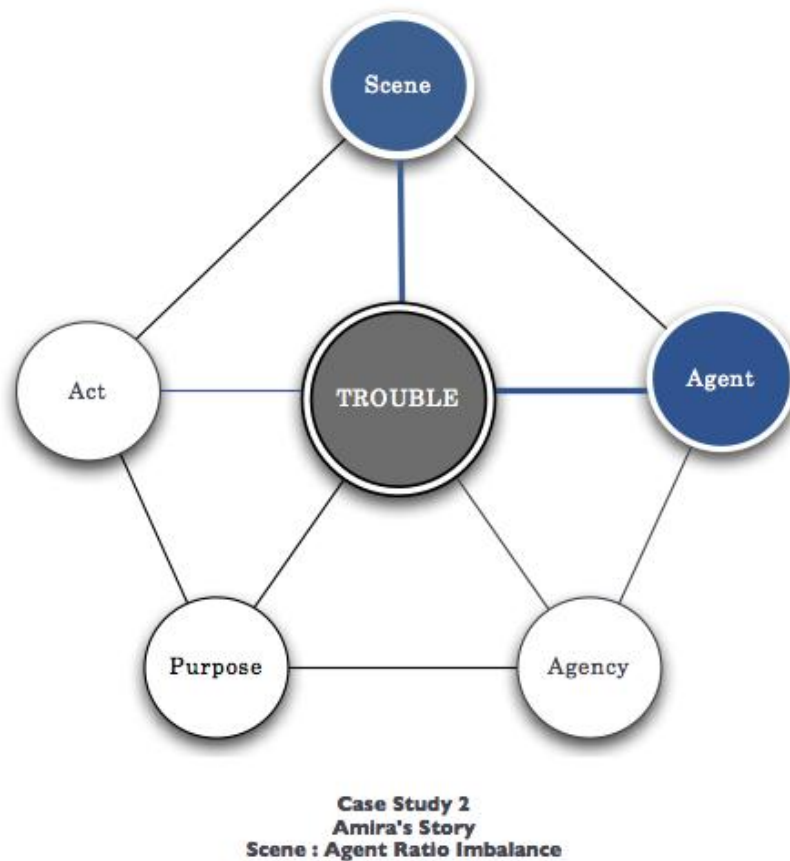 Scene
Agent
TROUBLE
Act
Purpose
Agency
Case Study 2
Amira's Story
Scene : Agent Ratio Imbalance